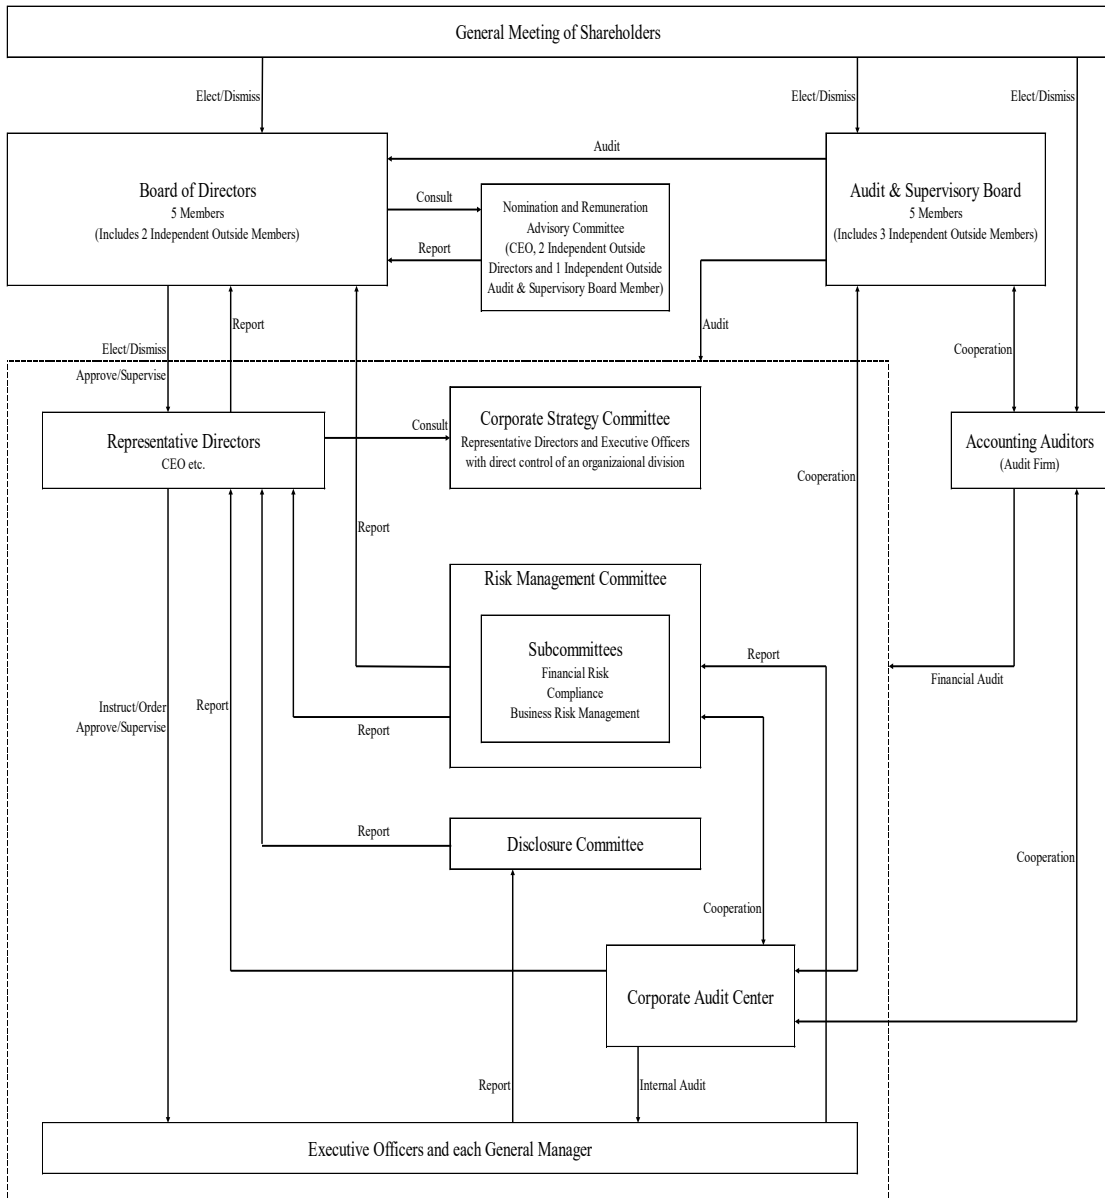 General Meeting of Shareholders
Elect/Dismiss
Elect/Dismiss
Elect/Dismiss
Board of Directors
5 Members
(Includes 2 Independent Outside Members)
Audit
Audit & Supervisory Board
5 Members
(Includes 3 Independent Outside Members)
Consult
Report
Nomination and Remuneration
Advisory Committee
(CEO, 2 Independent Outside
Directors and 1 Independent Outside
Audit & Supervisory Board Member)
Elect/Dismiss
Approve/Supervise
Report
Audit
Cooperation
Representative Directors
CEO etc.
Consult
Corporate Strategy Committee
Representative Directors and Executive Officers
with direct control of an organizaional division
Cooperation
Accounting Auditors
(Audit Firm)
Report
Risk Management Committee
Subcommittees
Financial Risk
Compliance
Business Risk Management
Report
Financial Audit
Instruct/Order
Approve/Supervise
Report
Report
Report
Disclosure Committee
Cooperation
Cooperation
Corporate Audit Center
Report
Internal Audit
Executive Officers and each General Manager